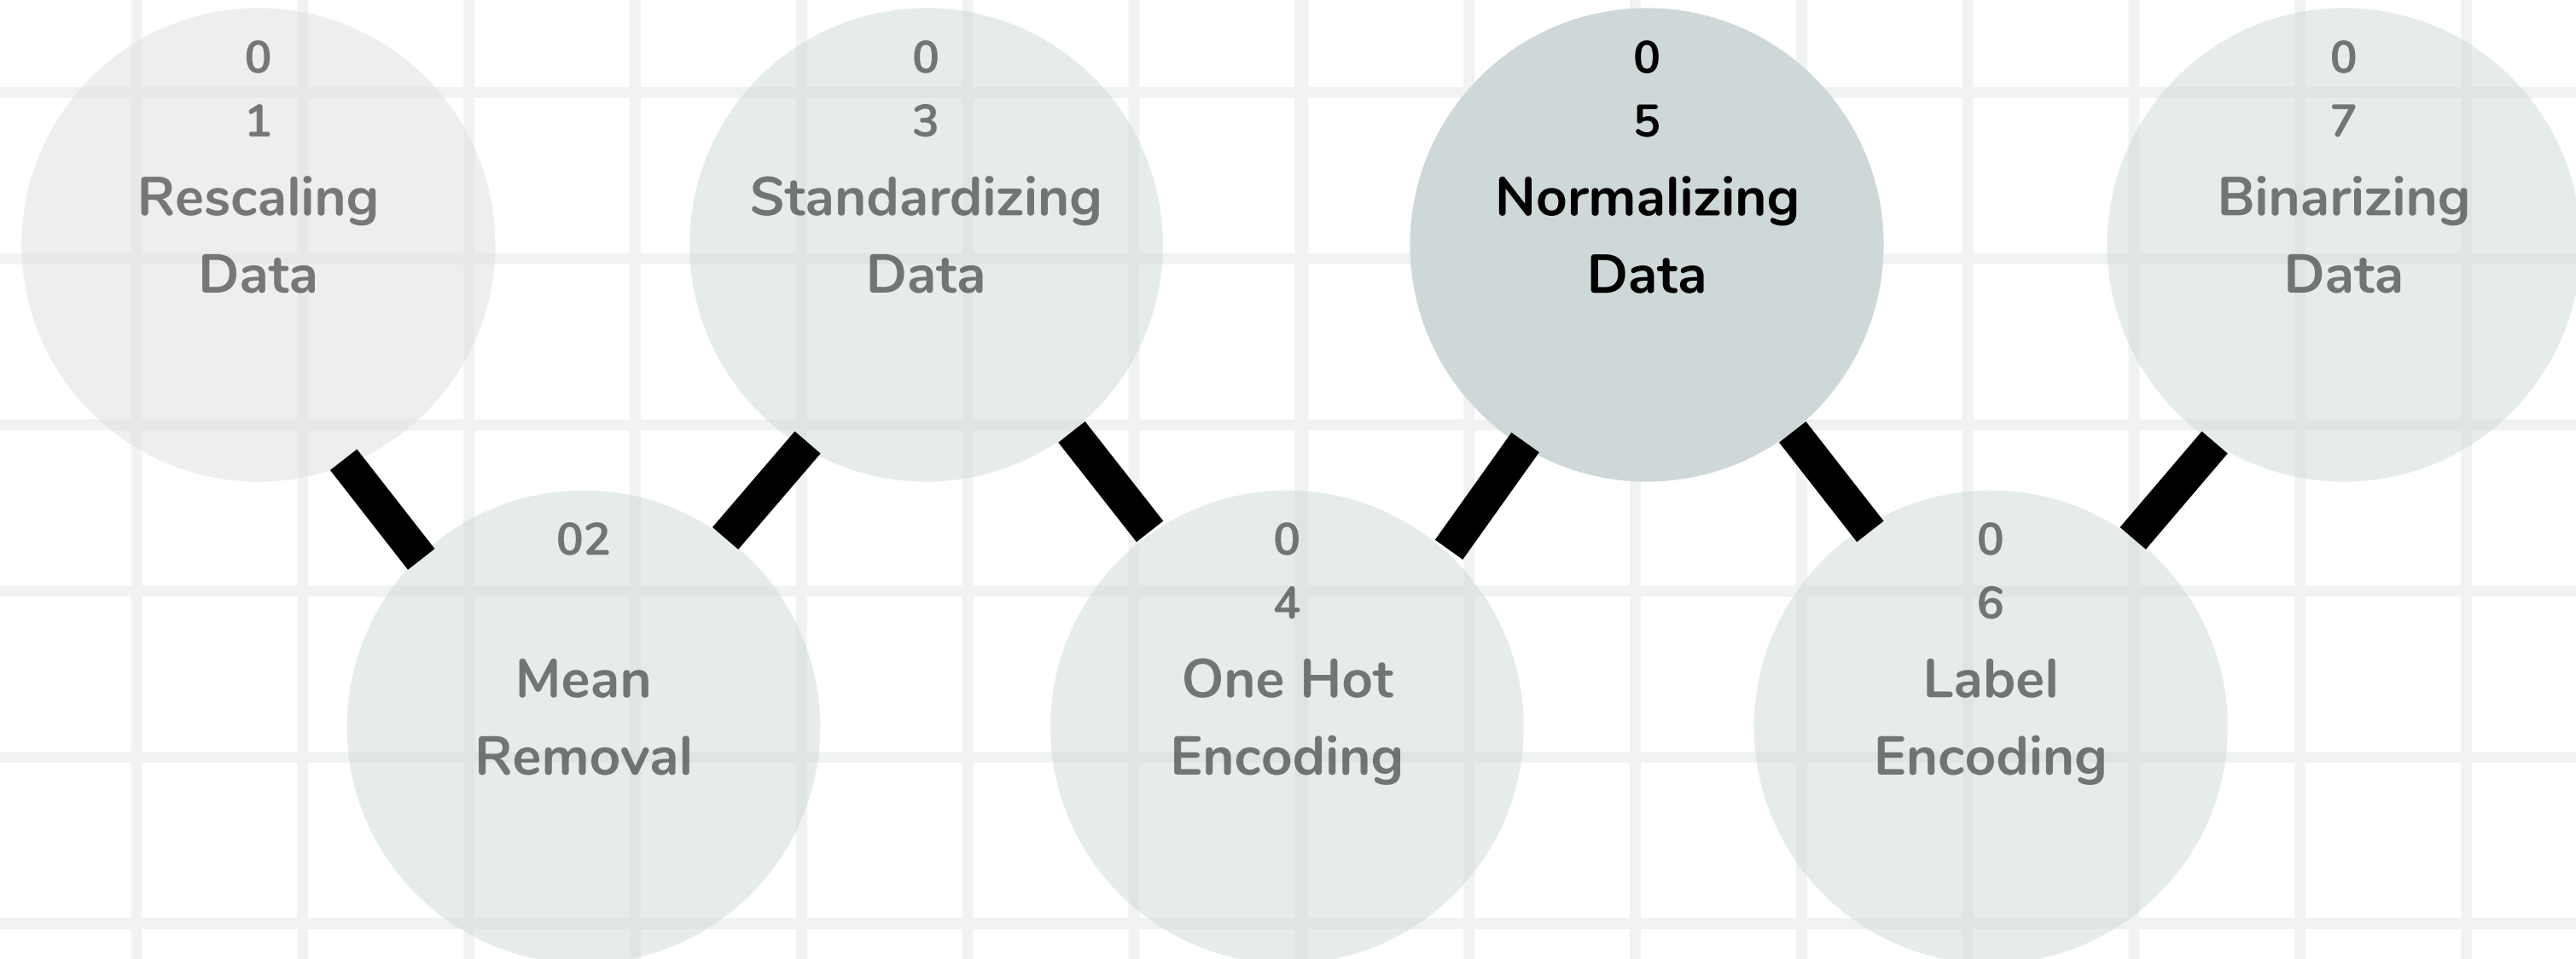 0
1
Rescaling
Data
02
Mean
Removal
0
3
Standardizing
Data
0
4
One Hot
Encoding
0
5
Normalizing
Data
0
6
Label
Encoding
0
7
Binarizing
Data